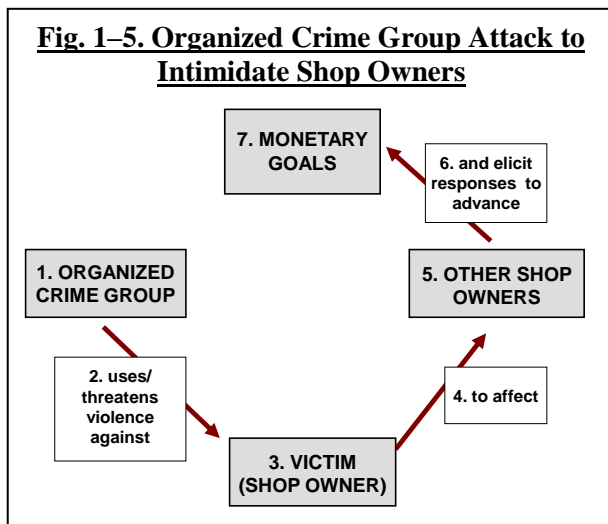 Fig. 1–5. Organized Crime Group Attack to
Intimidate Shop Owners
7. MONETARY
GOALS
6. and elicit
responses to
advance
1. ORGANIZED
CRIME GROUP
5. OTHER SHOP
OWNERS
2. uses/
threatens
violence
against
4. to affect
3. VICTIM
(SHOP OWNER)